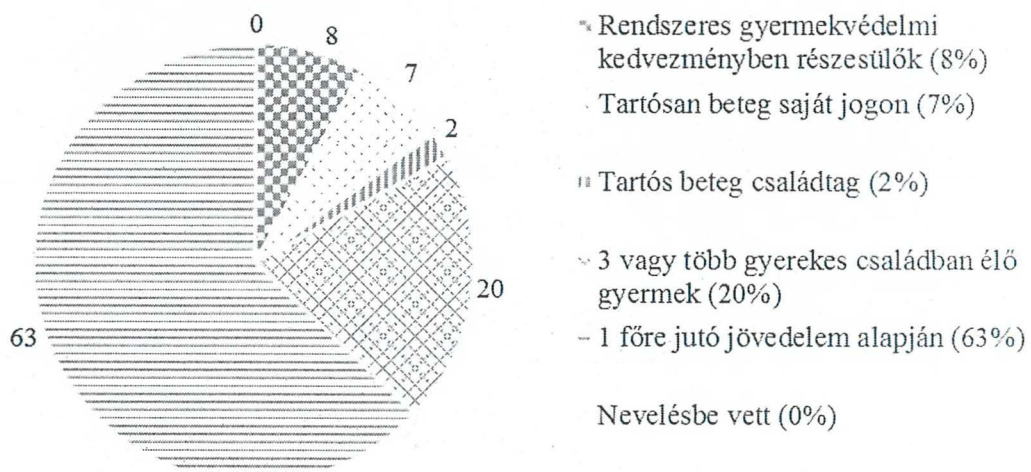 0
8
7
2
20
63
Rendszeres gyermekvédelmi
kedvezményben részesülők (8%)
Tartósan beteg saját jogon (7%)
Tartós beteg családtag (2%)
3 vagy több gyerekes családban élő
gyermek (20%)
1 főre jutó jövedelem alapján (63%)
Nevelésbe vett (0%)